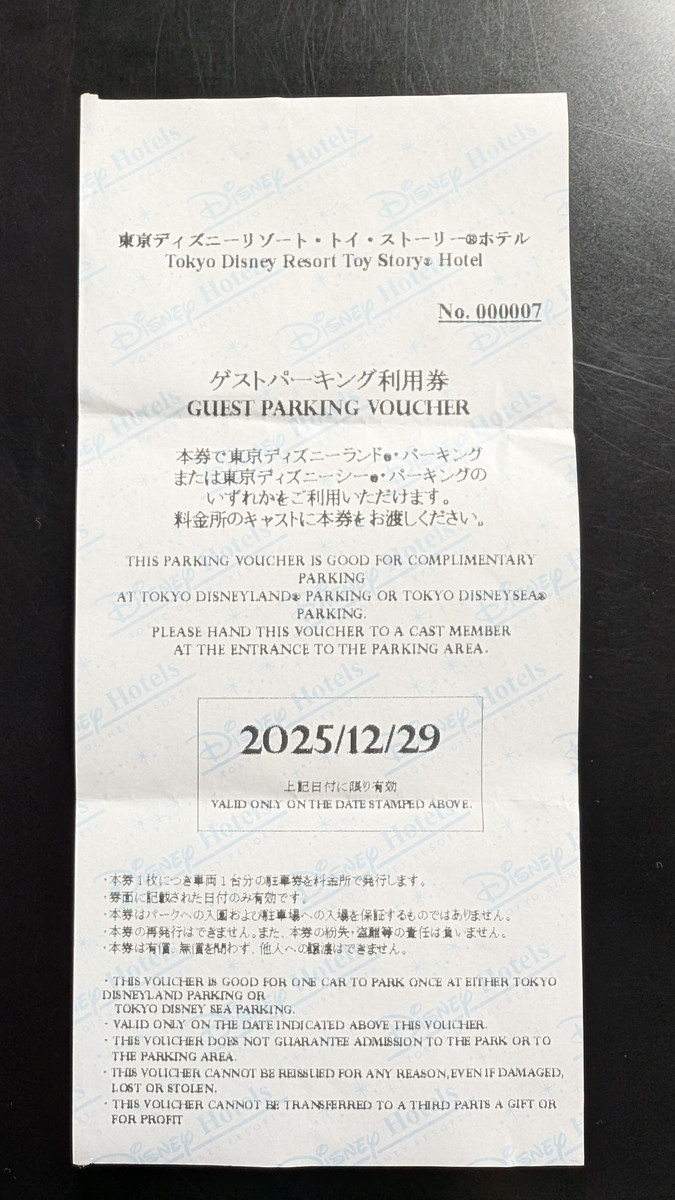 東京ディズニーリゾート・トイ・ストーリー®ホテル
Tokyo Disney Resort Toy Story® Hotel
No. 000007
ゲストパーキング利用券
GUEST PARKING VOUCHER
本券で東京ディズニーランド®・パーキング
または東京ディズニーシー®・パーキングの
いずれかをご利用いただけます。
料金所のキャストに本券をお渡しください。
THIS PARKING VOUCHER IS GOOD FOR COMPLIMENTARY
PARKING
AT TOKYO DISNEYLAND® PARKING OR TOKYO DISNEYSEA®
PARKING.
PLEASE HAND THIS VOUCHER TO A CAST MEMBER
AT THE ENTRANCE TO THE PARKING AREA.
2025/12/29
上記日付に限り有効
VALID ONLY ON THE DATE STAMPED ABOVE.
・本券1枚につき車両1台分の駐車券を料金所で発行します。
・券面に記載された日付のみ有効です。
・本券はパークへの入園および駐車場への入場を保証するものではありません。
・本券の再発行はできません。また、本券の紛失・盗難等の責任は負いません。
・本券は有償、無償を問わず、他人への譲渡はできません。
・THIS VOUCHER IS GOOD FOR ONE CAR TO PARK ONCE AT EITHER TOKYO
DISNEYLAND PARKING OR
TOKYO DISNEY SEA PARKING.
・VALID ONLY ON THE DATE INDICATED ABOVE THIS VOUCHER.
・THIS VOUCHER DOES NOT GUARANTEE ADMISSION TO THE PARK OR TO
THE PARKING AREA.
・THIS VOUCHER CANNOT BE REISSUED FOR ANY REASON, EVEN IF DAMAGED,
LOST OR STOLEN.
・THIS VOUCHER CANNOT BE TRANSFERRED TO A THIRD PARTS A GIFT OR
FOR PROFIT